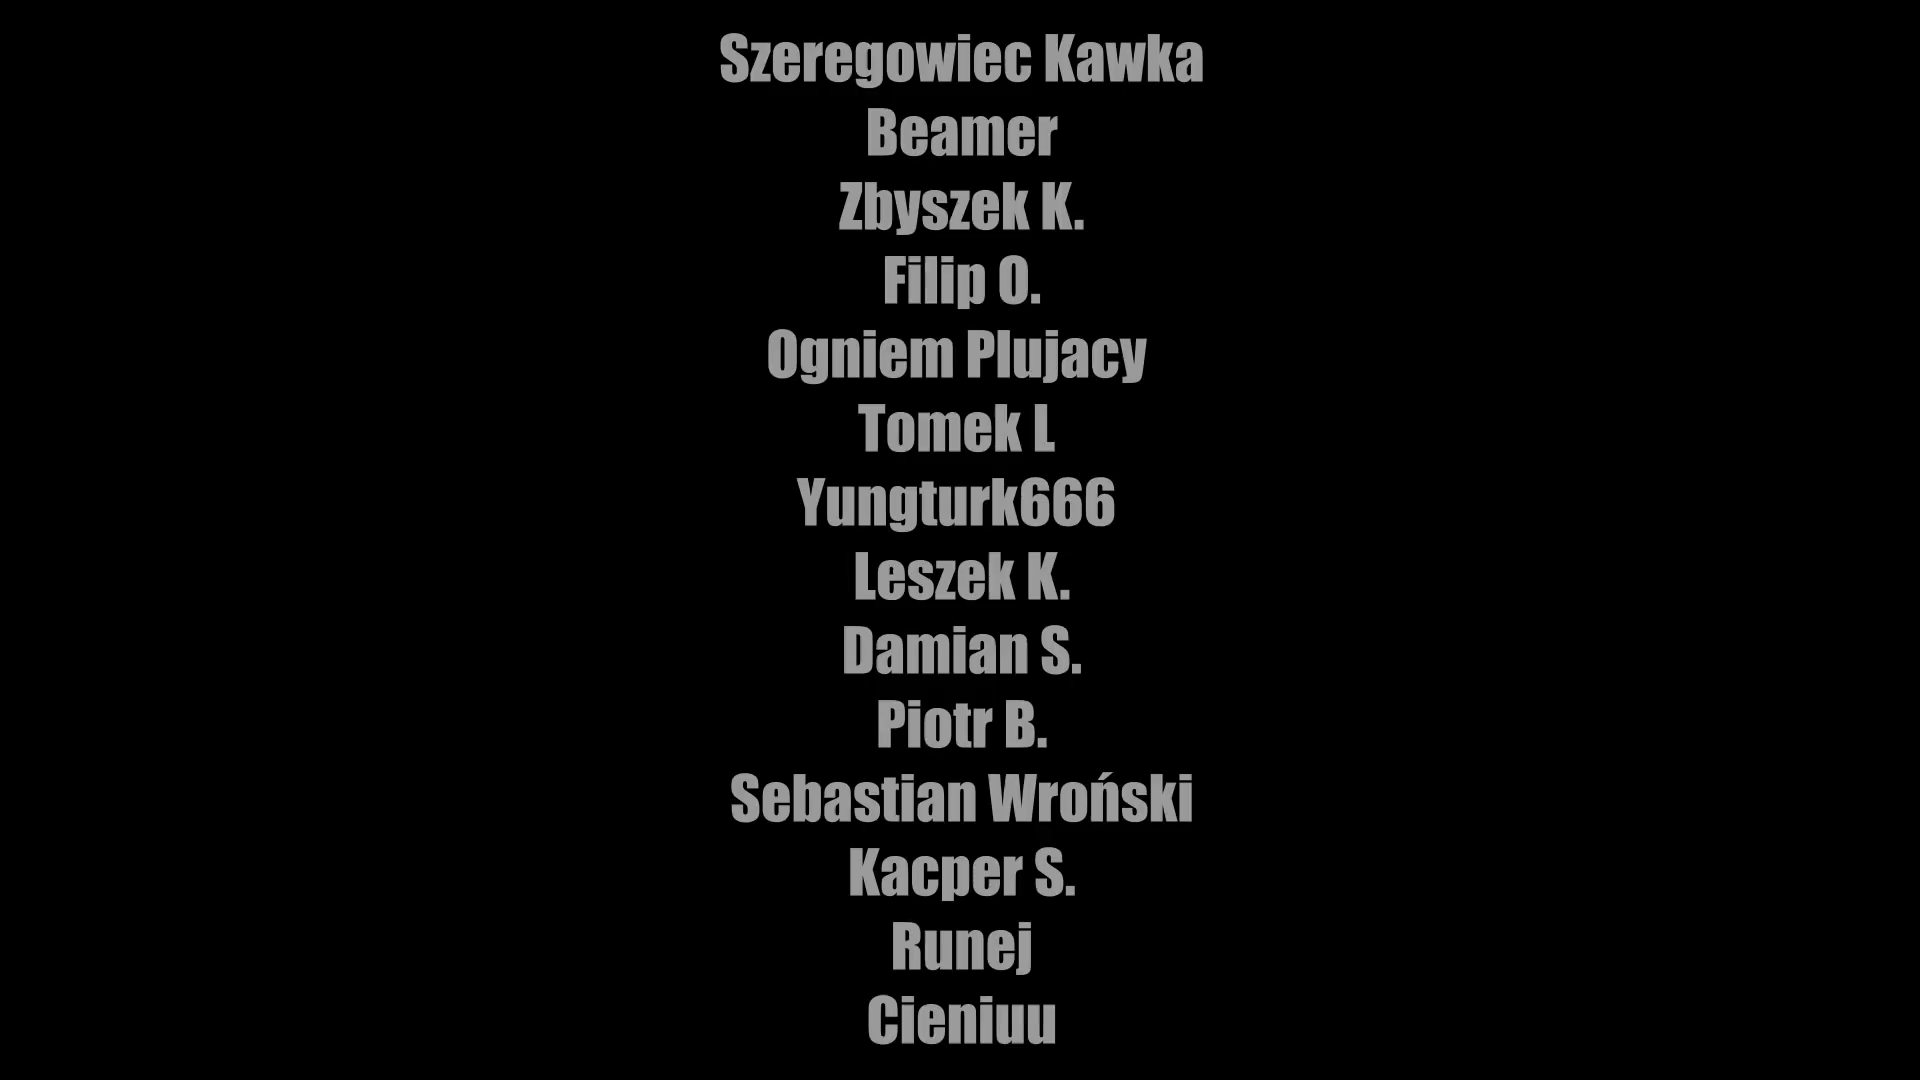 Szeregowiec Kawka
Beamer
Zbyszek K.
Filip O.
Ogniem Plujacy
Tomek L
Yungturk666
Leszek K.
Damian S.
Piotr B.
Sebastian Wroński
Kacper S.
Runej
Cieniuu